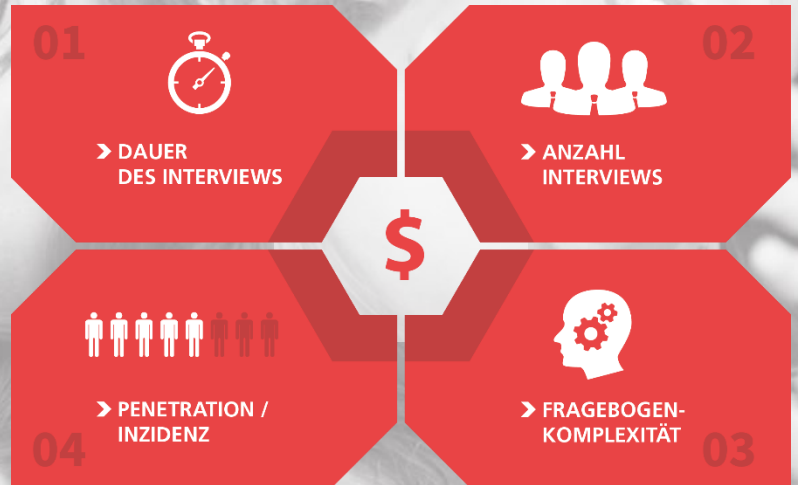 01
> DAUER
DES INTERVIEWS
02
> ANZAHL
INTERVIEWS
$
04
> PENETRATION /
INZIDENZ
03
> FRAGEBOGEN-
KOMPLEXITÄT